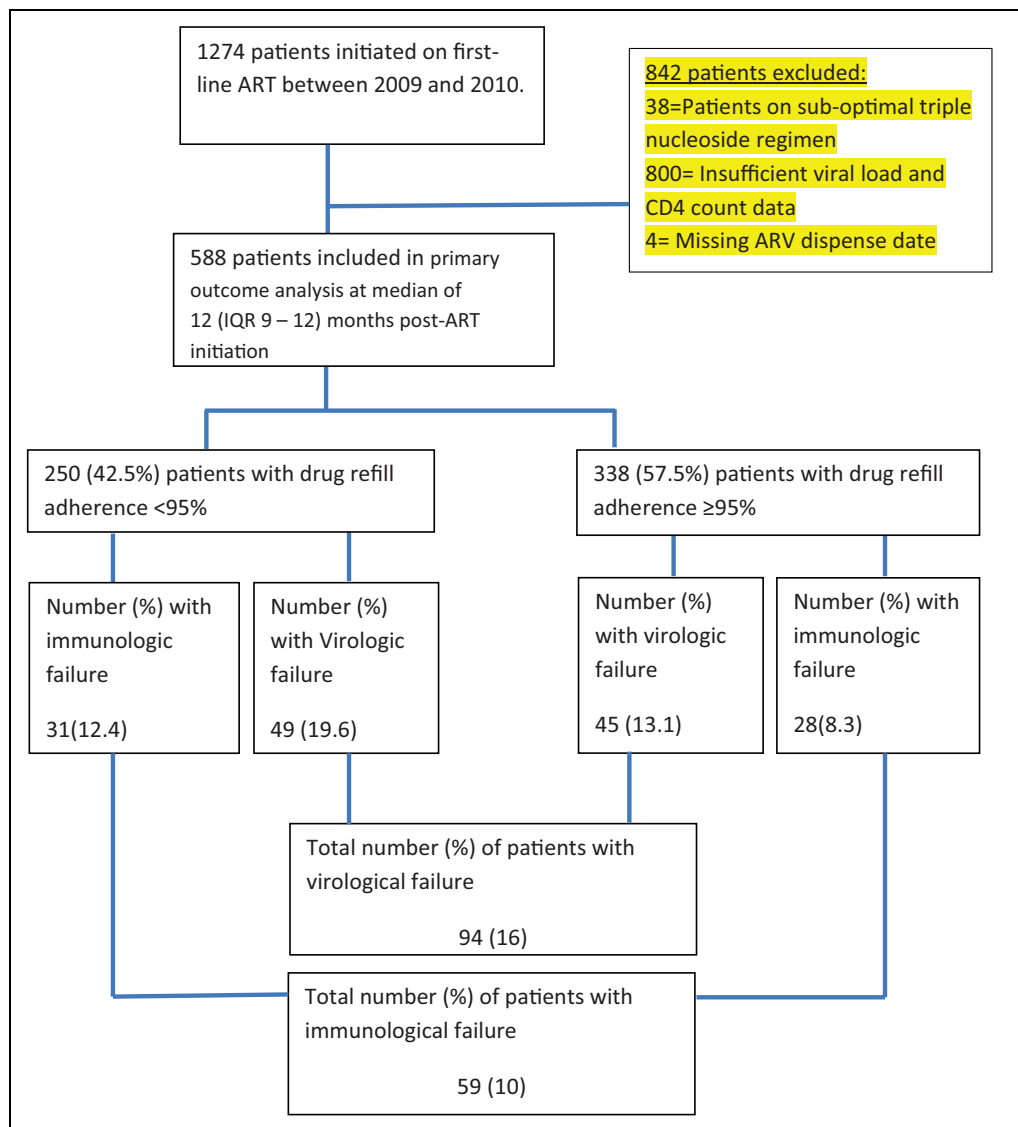 1274 patients initiated on first-
line ART between 2009 and 2010.
842 patients excluded:
38=Patients on sub-optimal triple
nucleoside regimen
800= Insufficient viral load and
CD4 count data
4= Missing ARV dispense date
588 patients included in primary
outcome analysis at median of
12 (IQR 9 – 12) months post-ART
initiation
250 (42.5%) patients with drug refill
adherence <95%
338 (57.5%) patients with drug refill
adherence ≥95%
Number (%) with
immunologic
failure
31(12.4)
Number (%)
with Virologic
failure
49 (19.6)
Number (%)
with virologic
failure
45 (13.1)
Number (%) with
immunologic
failure
28(8.3)
Total number (%) of patients with
virological failure
94 (16)
Total number (%) of patients with
immunological failure
59 (10)